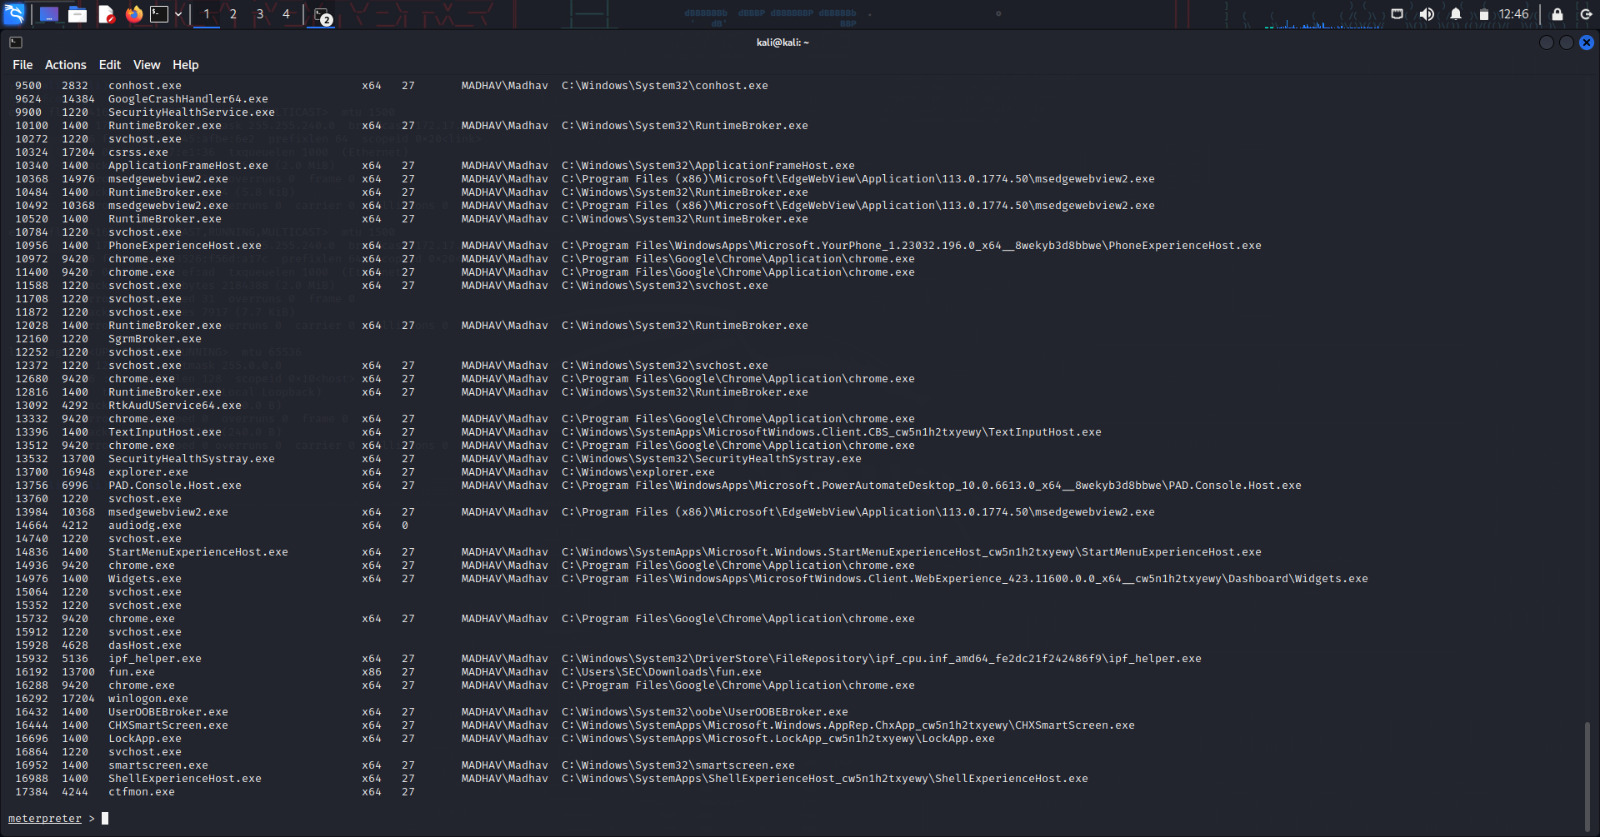 1 2 3 4 2 12:46
kali@kali: ~
File Actions Edit View Help
9500 2832 conhost.exe x64 27 MADHAV\Madhav C:\Windows\System32\conhost.exe
9624 14384 GoogleCrashHandler64.exe
9900 1220 SecurityHealthService.exe
10100 1400 RuntimeBroker.exe x64 27 MADHAV\Madhav C:\Windows\System32\RuntimeBroker.exe
10272 1220 svchost.exe
10324 17204 csrss.exe
10340 1400 ApplicationFrameHost.exe x64 27 MADHAV\Madhav C:\Windows\System32\ApplicationFrameHost.exe
10368 14976 msedgewebview2.exe x64 27 MADHAV\Madhav C:\Program Files (x86)\Microsoft\EdgeWebView\Application\113.0.1774.50\msedgewebview2.exe
10484 1400 RuntimeBroker.exe x64 27 MADHAV\Madhav C:\Windows\System32\RuntimeBroker.exe
10492 10368 msedgewebview2.exe x64 27 MADHAV\Madhav C:\Program Files (x86)\Microsoft\EdgeWebView\Application\113.0.1774.50\msedgewebview2.exe
10520 1400 RuntimeBroker.exe x64 27 MADHAV\Madhav C:\Windows\System32\RuntimeBroker.exe
10784 1220 svchost.exe
10956 1400 PhoneExperienceHost.exe x64 27 MADHAV\Madhav C:\Program Files\WindowsApps\Microsoft.YourPhone_1.23032.196.0_x64__8wekyb3d8bbwe\PhoneExperienceHost.exe
10972 9420 chrome.exe x64 27 MADHAV\Madhav C:\Program Files\Google\Chrome\Application\chrome.exe
11400 9420 chrome.exe x64 27 MADHAV\Madhav C:\Program Files\Google\Chrome\Application\chrome.exe
11588 1220 svchost.exe x64 27 MADHAV\Madhav C:\Windows\System32\svchost.exe
11708 1220 svchost.exe
11872 1220 svchost.exe
12028 1400 RuntimeBroker.exe x64 27 MADHAV\Madhav C:\Windows\System32\RuntimeBroker.exe
12160 1220 SgrmBroker.exe
12252 1220 svchost.exe
12372 1220 svchost.exe x64 27 MADHAV\Madhav C:\Windows\System32\svchost.exe
12680 9420 chrome.exe x64 27 MADHAV\Madhav C:\Program Files\Google\Chrome\Application\chrome.exe
12816 1400 RuntimeBroker.exe x64 27 MADHAV\Madhav C:\Windows\System32\RuntimeBroker.exe
13092 4292 RtkAudUService64.exe
13332 9420 chrome.exe x64 27 MADHAV\Madhav C:\Program Files\Google\Chrome\Application\chrome.exe
13396 1400 TextInputHost.exe x64 27 MADHAV\Madhav C:\Windows\SystemApps\MicrosoftWindows.Client.CBS_cw5n1h2txyewy\TextInputHost.exe
13512 9420 chrome.exe x64 27 MADHAV\Madhav C:\Program Files\Google\Chrome\Application\chrome.exe
13532 13700 SecurityHealthSystray.exe x64 27 MADHAV\Madhav C:\Windows\System32\SecurityHealthSystray.exe
13700 16948 explorer.exe x64 27 MADHAV\Madhav C:\Windows\explorer.exe
13756 6996 PAD.Console.Host.exe x64 27 MADHAV\Madhav C:\Program Files\WindowsApps\Microsoft.PowerAutomateDesktop_10.0.6613.0_x64__8wekyb3d8bbwe\PAD.Console.Host.exe
13760 1220 svchost.exe
13984 10368 msedgewebview2.exe x64 27 MADHAV\Madhav C:\Program Files (x86)\Microsoft\EdgeWebView\Application\113.0.1774.50\msedgewebview2.exe
14664 4212 audiodg.exe x64 0
14740 1220 svchost.exe
14836 1400 StartMenuExperienceHost.exe x64 27 MADHAV\Madhav C:\Windows\SystemApps\Microsoft.Windows.StartMenuExperienceHost_cw5n1h2txyewy\StartMenuExperienceHost.exe
14936 9420 chrome.exe x64 27 MADHAV\Madhav C:\Program Files\Google\Chrome\Application\chrome.exe
14976 1400 Widgets.exe x64 27 MADHAV\Madhav C:\Program Files\WindowsApps\MicrosoftWindows.Client.WebExperience_423.11600.0.0_x64__cw5n1h2txyewy\Dashboard\Widgets.exe
15064 1220 svchost.exe
15352 1220 svchost.exe
15732 9420 chrome.exe x64 27 MADHAV\Madhav C:\Program Files\Google\Chrome\Application\chrome.exe
15912 1220 svchost.exe
15928 4628 dasHost.exe
15932 5136 ipf_helper.exe x64 27 MADHAV\Madhav C:\Windows\System32\DriverStore\FileRepository\ipf_cpu.inf_amd64_fe2dc21f242486f9\ipf_helper.exe
16192 13700 fun.exe x86 27 MADHAV\Madhav C:\Users\SEC\Downloads\fun.exe
16288 9420 chrome.exe x64 27 MADHAV\Madhav C:\Program Files\Google\Chrome\Application\chrome.exe
16292 17204 winlogon.exe
16432 1400 UserOOBEBroker.exe x64 27 MADHAV\Madhav C:\Windows\System32\oobe\UserOOBEBroker.exe
16444 1400 CHXSmartScreen.exe x64 27 MADHAV\Madhav C:\Windows\SystemApps\Microsoft.Windows.AppRep.ChxApp_cw5n1h2txyewy\CHXSmartScreen.exe
16696 1400 LockApp.exe x64 27 MADHAV\Madhav C:\Windows\SystemApps\Microsoft.LockApp_cw5n1h2txyewy\LockApp.exe
16864 1220 svchost.exe
16952 1400 smartscreen.exe x64 27 MADHAV\Madhav C:\Windows\System32\smartscreen.exe
16988 1400 ShellExperienceHost.exe x64 27 MADHAV\Madhav C:\Windows\SystemApps\ShellExperienceHost_cw5n1h2txyewy\ShellExperienceHost.exe
17384 4244 ctfmon.exe x64 27
meterpreter >